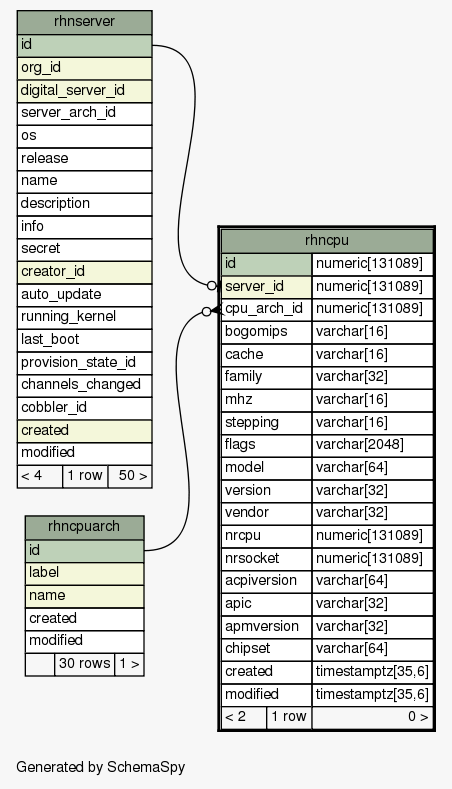 rhnserver
id
org_id
digital_server_id
server_arch_id
os
release
name
description
info
secret
creator_id
auto_update
running_kernel
last_boot
provision_state_id
channels_changed
cobbler_id
created
modified
< 4 1 row 50 >
rhncpuarch
id
label
name
created
modified
30 rows 1 >
rhncpu
id numeric[131089]
server_id numeric[131089]
cpu_arch_id numeric[131089]
bogomips varchar[16]
cache varchar[16]
family varchar[32]
mhz varchar[16]
stepping varchar[16]
flags varchar[2048]
model varchar[64]
version varchar[32]
vendor varchar[32]
nrcpu numeric[131089]
nrsocket numeric[131089]
acpiversion varchar[64]
apic varchar[32]
apmversion varchar[32]
chipset varchar[64]
created timestamptz[35,6]
modified timestamptz[35,6]
< 2 1 row 0 >
Generated by SchemaSpy